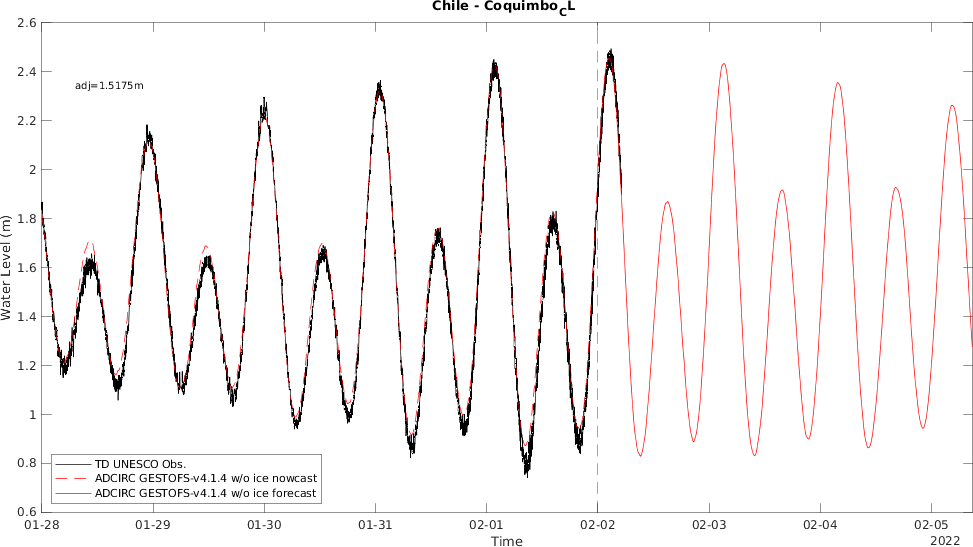 Chile - Coquimbo_CL
2.6
2.4
adj=1.5175m
2.2
2
1.8
1.6
1.4
1.2
1
0.8
0.6
Water Level (m)
TD UNESCO Obs.
ADCIRC GESTOFS-v4.1.4 w/o ice nowcast
ADCIRC GESTOFS-v4.1.4 w/o ice forecast
01-28 01-29 01-30 01-31 02-01 02-02 02-03 02-04 02-05
Time
2022